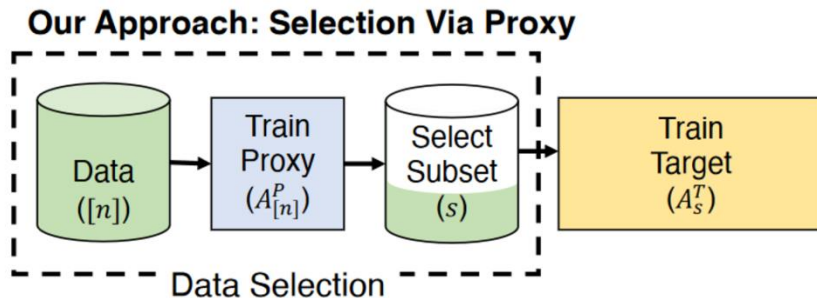 Our Approach: Selection Via Proxy
Data
([n])
Train
Proxy
(A^P_{[n]})
Select
Subset
(s)
Train
Target
(A^T_s)
Data Selection